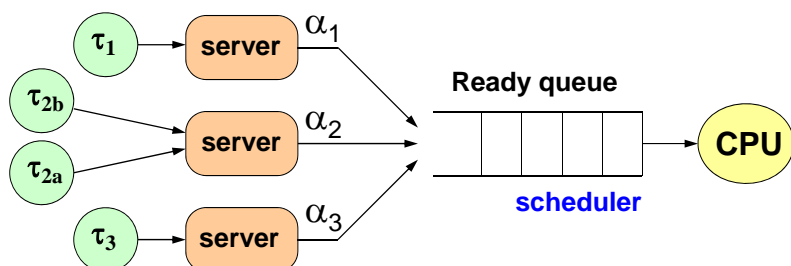 τ1
server
α1
τ2b
τ2a
server
α2
τ3
server
α3
Ready queue
scheduler
CPU